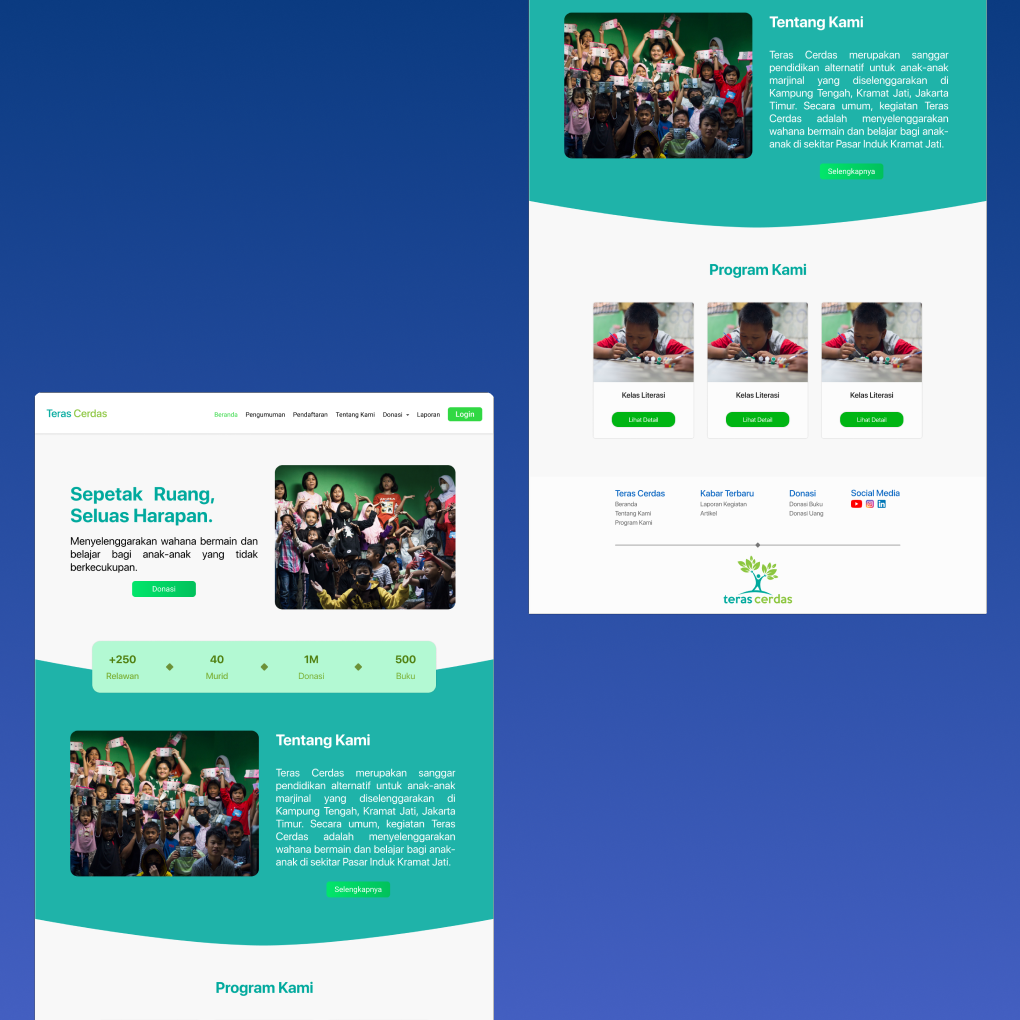 Teras Cerdas
Beranda Pengumuman Pendaftaran Tentang Kami Donasi Laporan Login
Sepetak Ruang,
Seluas Harapan.
Menyelenggarakan wahana bermain dan
belajar bagi anak-anak yang tidak
berkecukupan.
Donasi
+250 40 1M 500
Relawan Murid Donasi Buku
Tentang Kami
Teras Cerdas merupakan sanggar
pendidikan alternatif untuk anak-anak
marjinal yang diselenggarakan di
Kampung Tengah, Kramat Jati, Jakarta
Timur. Secara umum, kegiatan Teras
Cerdas adalah menyelenggarakan
wahana bermain dan belajar bagi anak-
anak di sekitar Pasar Induk Kramat Jati.
Selengkapnya
Program Kami
Tentang Kami
Teras Cerdas merupakan sanggar
pendidikan alternatif untuk anak-anak
marjinal yang diselenggarakan di
Kampung Tengah, Kramat Jati, Jakarta
Timur. Secara umum, kegiatan Teras
Cerdas adalah menyelenggarakan
wahana bermain dan belajar bagi anak-
anak di sekitar Pasar Induk Kramat Jati.
Selengkapnya
Program Kami
Kelas Literasi Kelas Literasi Kelas Literasi
Lihat Detail Lihat Detail Lihat Detail
Teras Cerdas Kabar Terbaru Donasi Social Media
Beranda Laporan Kegiatan Donasi Buku
Tentang Kami Artikel Donasi Uang
Program Kami
teras cerdas